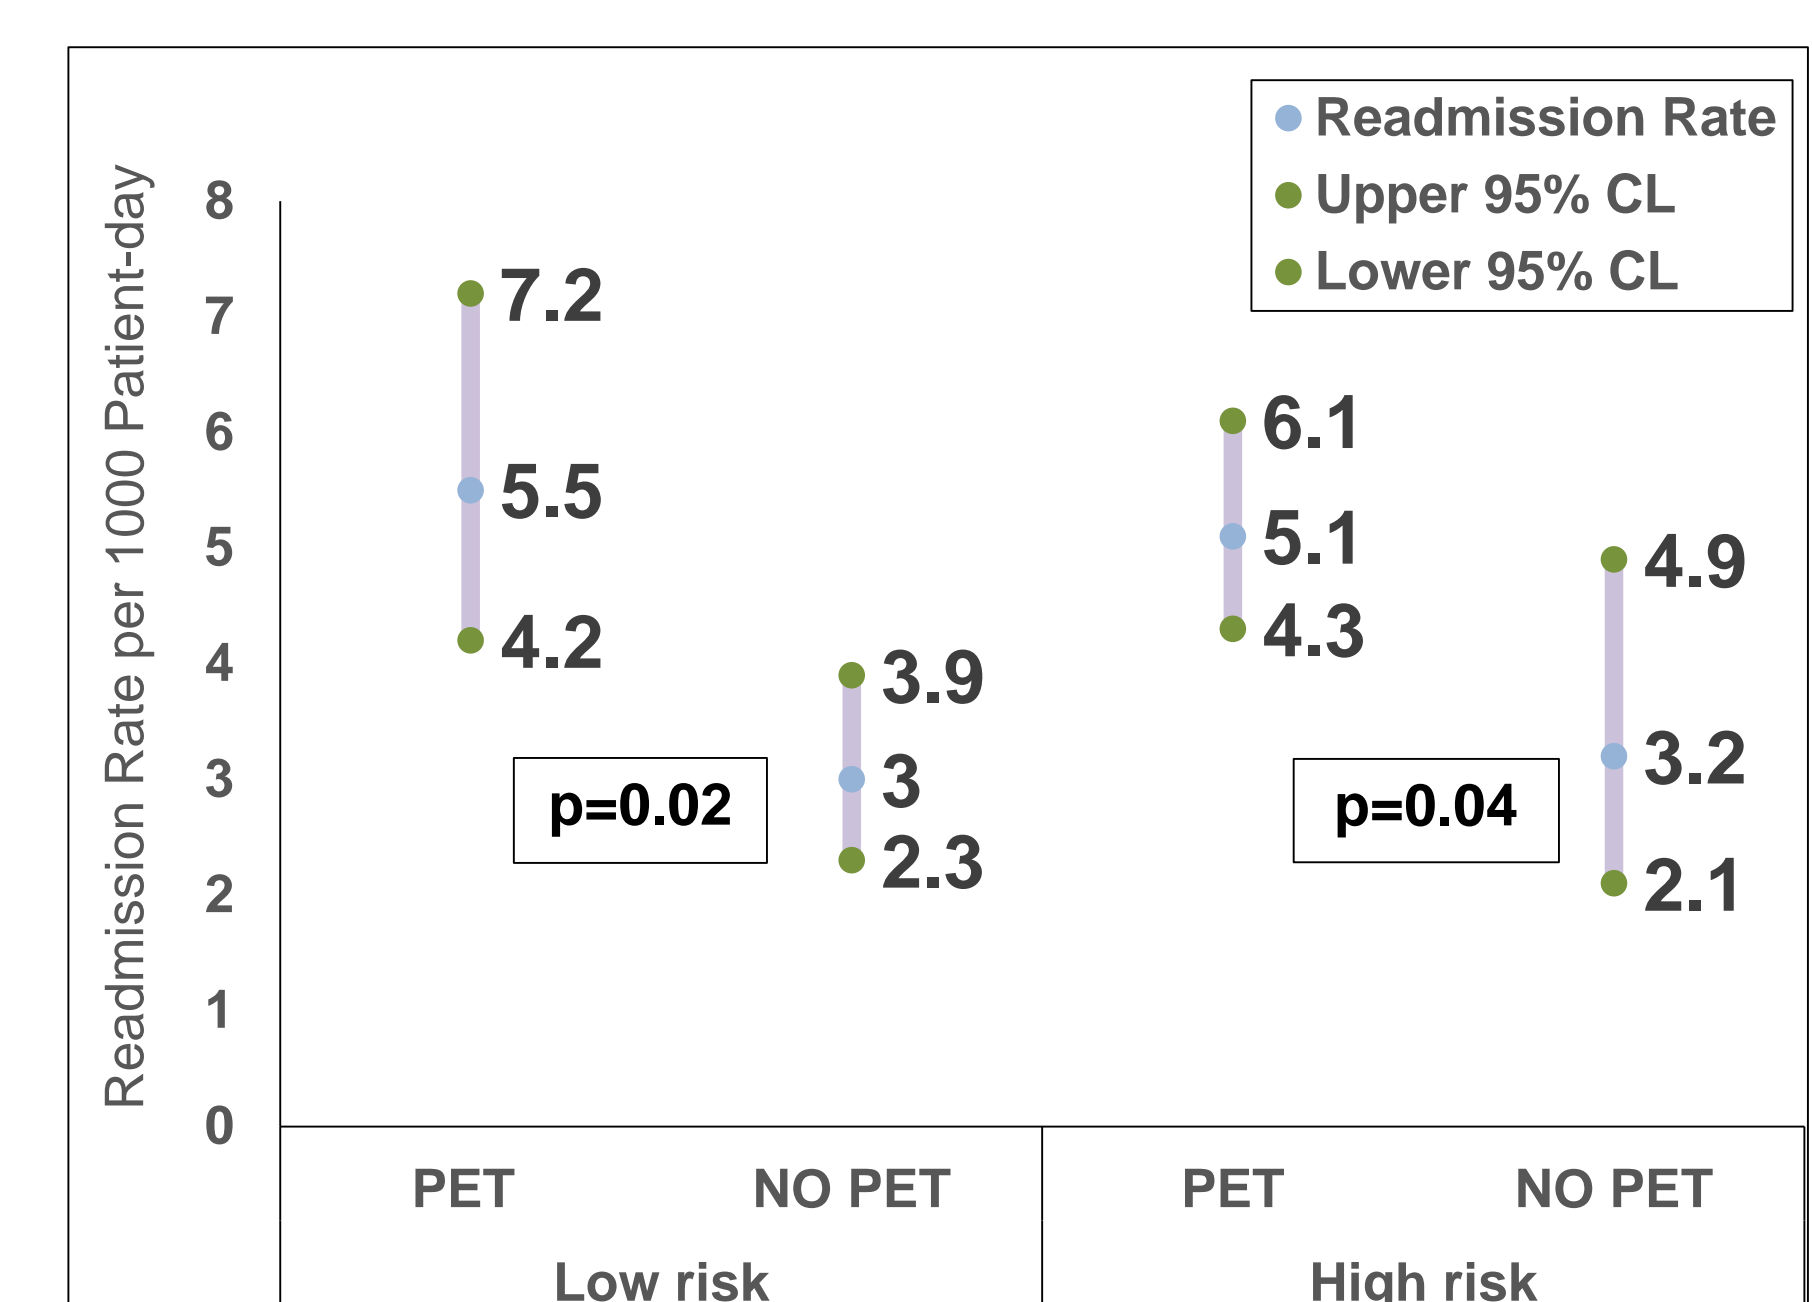 Readmission Rate
Upper 95% CL
Lower 95% CL
Readmission Rate per 1000 Patient-day
8
7
6
5
4
3
2
1
0
7.2
5.5
4.2
3.9
3
2.3
p=0.02
6.1
5.1
4.3
4.9
3.2
2.1
p=0.04
PET NO PET PET NO PET
Low risk High risk